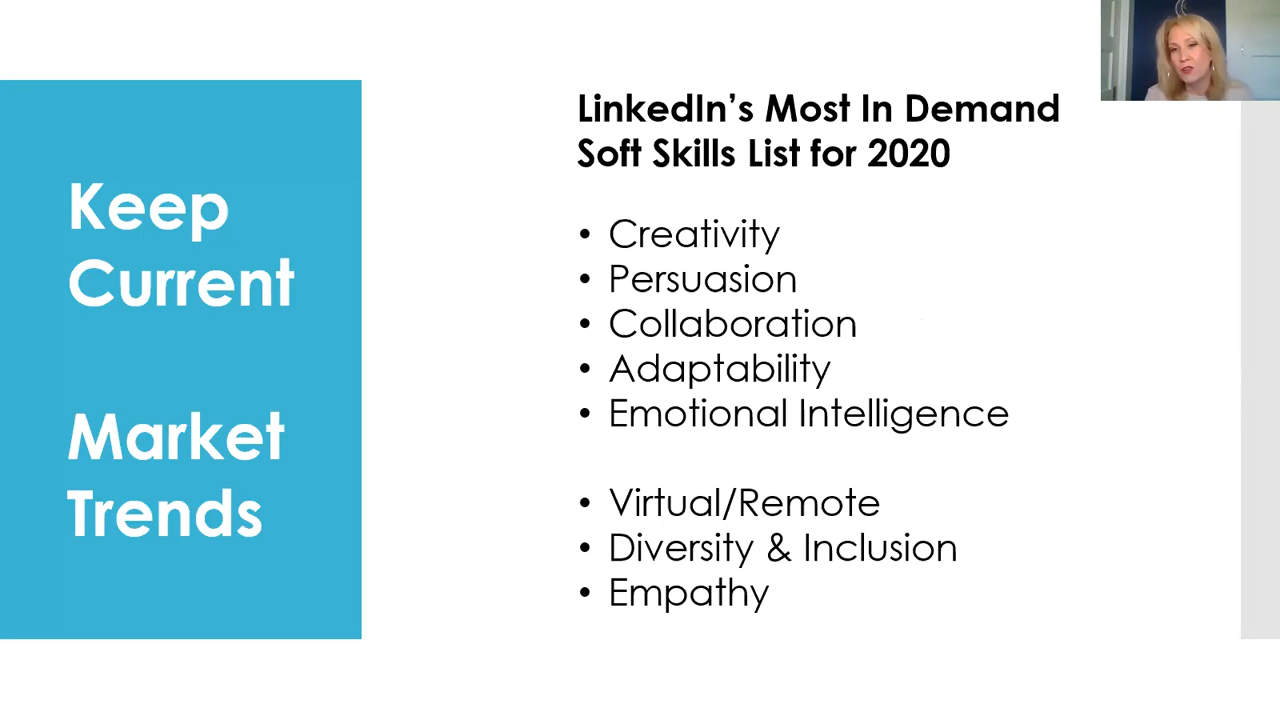 Keep
Current
Market
Trends
LinkedIn’s Most In Demand
Soft Skills List for 2020
• Creativity
• Persuasion
• Collaboration
• Adaptability
• Emotional Intelligence
• Virtual/Remote
• Diversity & Inclusion
• Empathy